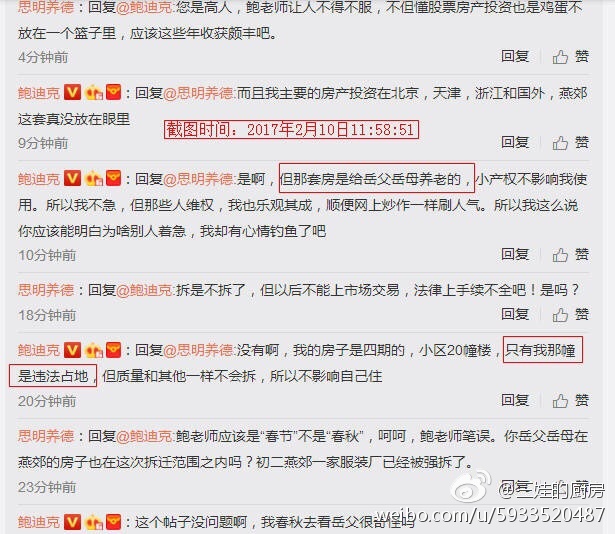 思明养德：回复@鲍迪克:您是高人，鲍老师让人不得不服，不但懂股票房产投资也是鸡蛋不
放在一个篮子里，应该这些年收获颇丰吧。
4分钟前
回复 赞
鲍迪克 V：回复@思明养德:而且我主要的房产投资在北京，天津，浙江和国外，燕郊
这套真没放在眼里
截图时间：2017年2月10日11:58:51
9分钟前
回复 赞
鲍迪克 V：回复@思明养德:是啊，但那套房是给岳父岳母养老的，小产权不影响我使
用。所以我不急，但那些人维权，我也乐观其成，顺便网上炒作一样刷人气。所以我这么说
你应该能明白为啥别人着急，我却有心情钓鱼了吧
10分钟前
回复 赞
思明养德：回复@鲍迪克:拆是不拆了，但以后不能上市场交易，法律上手续不全吧！是吗？
18分钟前
回复 赞
鲍迪克 V：回复@思明养德:没有啊，我的房子是四期的，小区20幢楼，只有我那幢
是违法占地，但质量和其他一样不会拆，所以不影响自己住
20分钟前
回复 赞
思明养德：回复@鲍迪克:鲍老师应该是“春节”不是“春秋”，呵呵，鲍老师笔误。你岳父岳母在
燕郊的房子也在这次拆迁范围之内吗？初二燕郊一家服装厂已经被强拆了。
23分钟前
回复 赞
@二娃的厨房
鲍迪克 V：这个帖子没问题啊，我春秋去看岳父很奇怪吗
weibo.com/u/5933520487